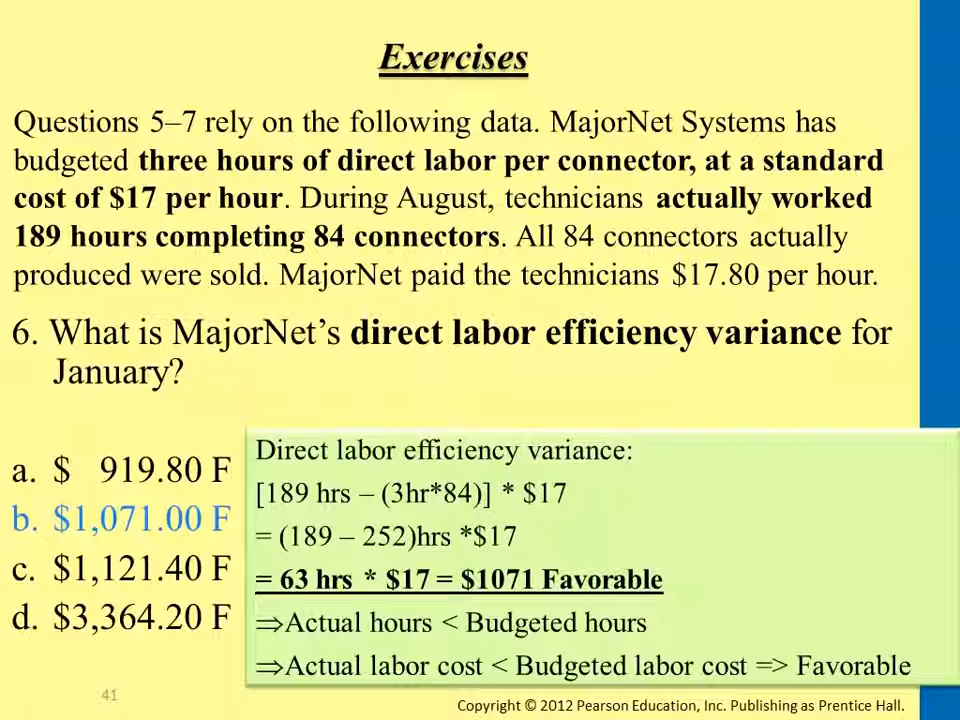 Exercises
Questions 5–7 rely on the following data. MajorNet Systems has
budgeted three hours of direct labor per connector, at a standard
cost of $17 per hour. During August, technicians actually worked
189 hours completing 84 connectors. All 84 connectors actually
produced were sold. MajorNet paid the technicians $17.80 per hour.
6. What is MajorNet’s direct labor efficiency variance for
January?
a. $ 919.80 F
b. $1,071.00 F
c. $1,121.40 F
d. $3,364.20 F
Direct labor efficiency variance:
[189 hrs – (3hr*84)] * $17
= (189 – 252)hrs *$17
= 63 hrs * $17 = $1071 Favorable
⇒Actual hours < Budgeted hours
⇒Actual labor cost < Budgeted labor cost => Favorable
41
Copyright © 2012 Pearson Education, Inc. Publishing as Prentice Hall.